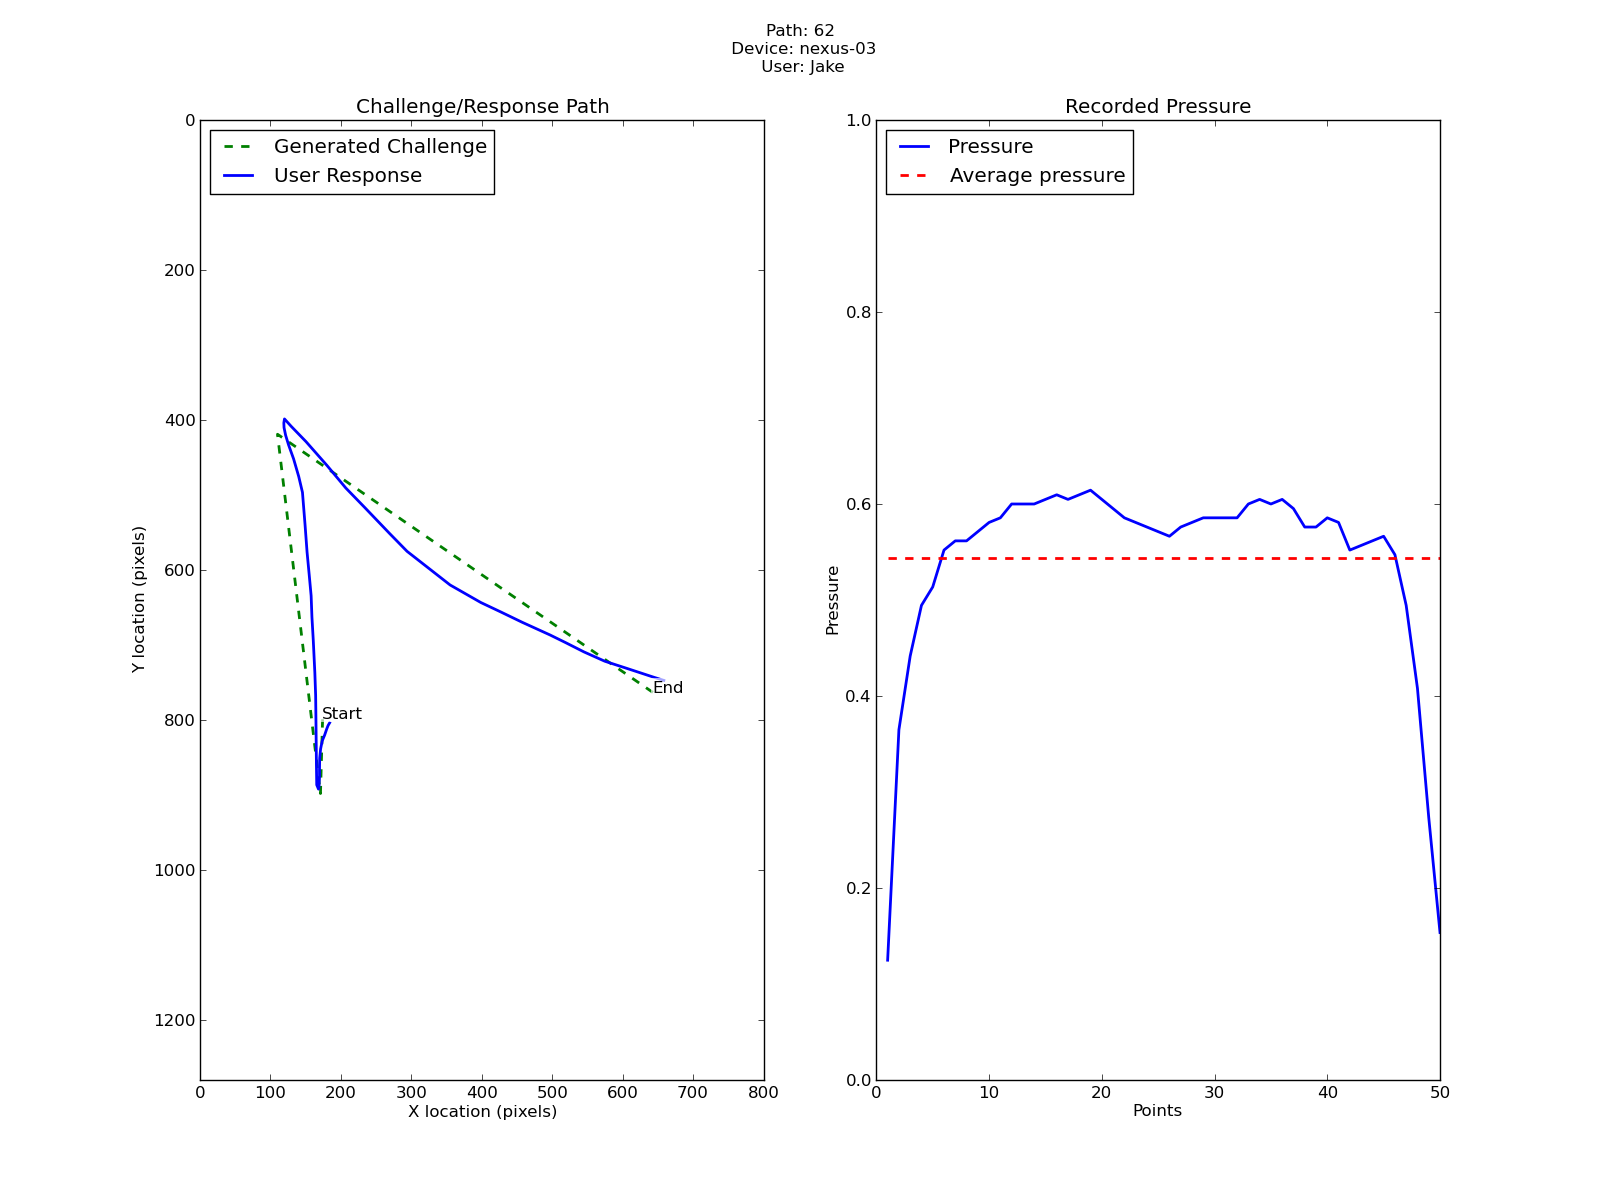 Path: 62
Device: nexus-03
User: Jake
Challenge/Response Path
Generated Challenge
User Response
0
200
400
600
800
1000
1200
Y location (pixels)
Start
End
0 100 200 300 400 500 600 700 800
X location (pixels)
Recorded Pressure
Pressure
Average pressure
1.0
0.8
0.6
0.4
0.2
0.0
Pressure
0 10 20 30 40 50
Points